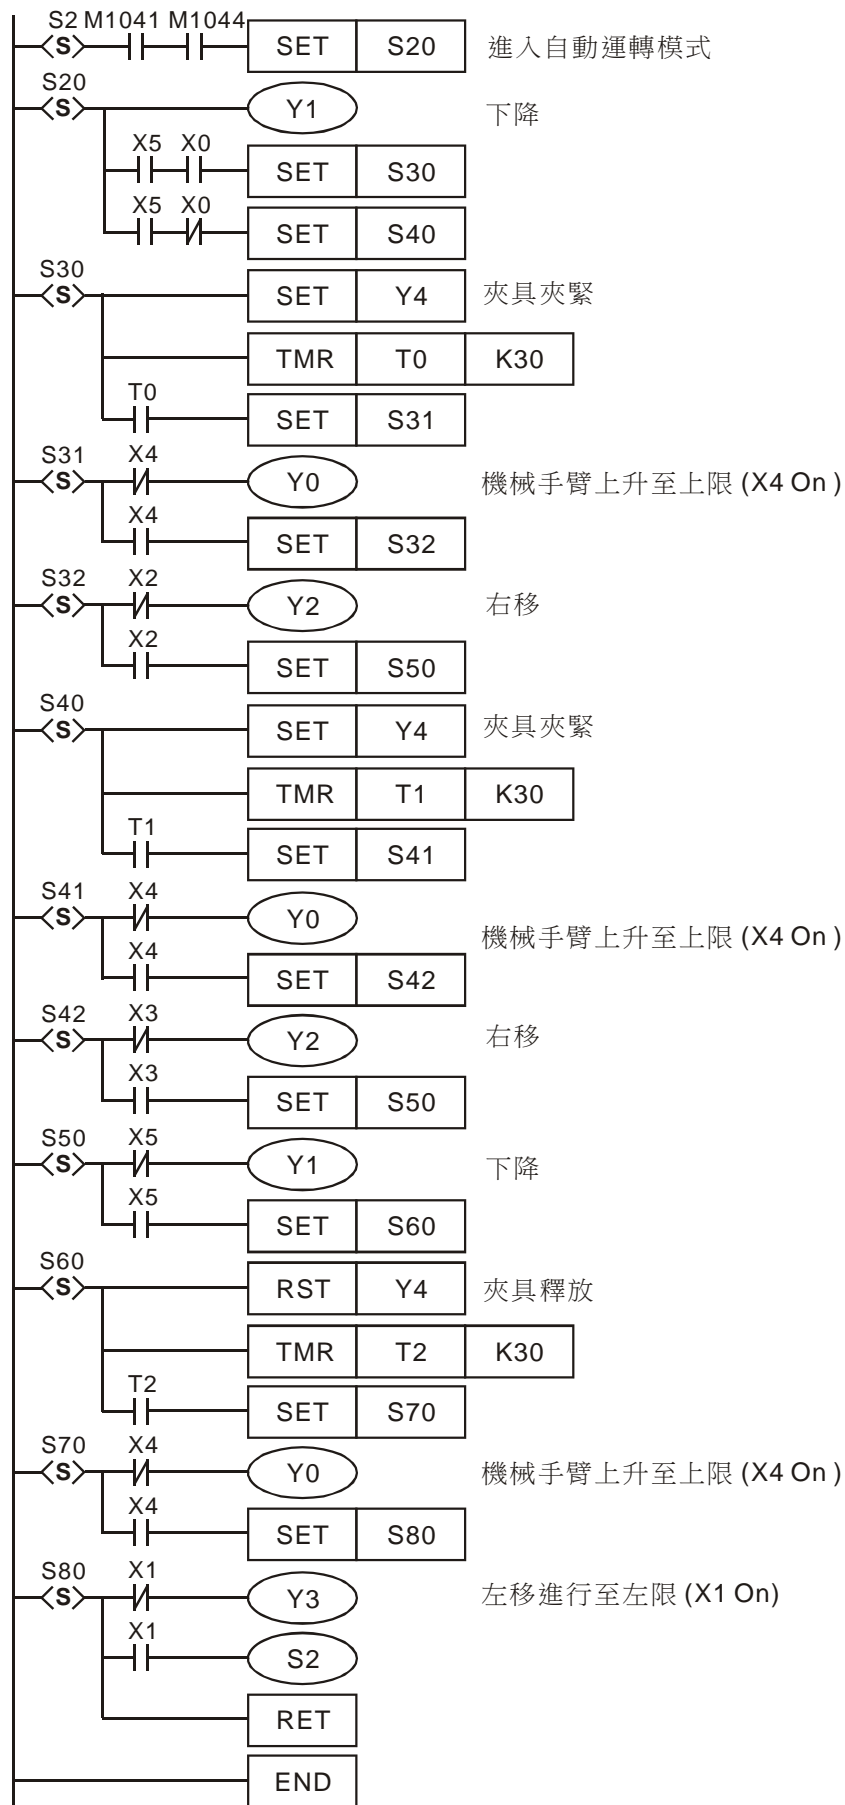 S2 M1041 M1044
S SET S20 進入自動運轉模式
S20
S Y1 下降
X5 X0
SET S30
X5 X0
SET S40
S30
S SET Y4 夾具夾緊
TMR T0 K30
T0
SET S31
S31 X4
S Y0 機械手臂上升至上限 (X4 On )
X4
SET S32
S32 X2
S Y2 右移
X2
SET S50
S40
S SET Y4 夾具夾緊
TMR T1 K30
T1
SET S41
S41 X4
S Y0 機械手臂上升至上限 (X4 On )
X4
SET S42
S42 X3
S Y2 右移
X3
SET S50
S50 X5
S Y1 下降
X5
SET S60
S60
S RST Y4 夾具釋放
TMR T2 K30
T2
SET S70
S70 X4
S Y0 機械手臂上升至上限 (X4 On )
X4
SET S80
S80 X1
S Y3 左移進行至左限 (X1 On)
X1
S2
RET
END